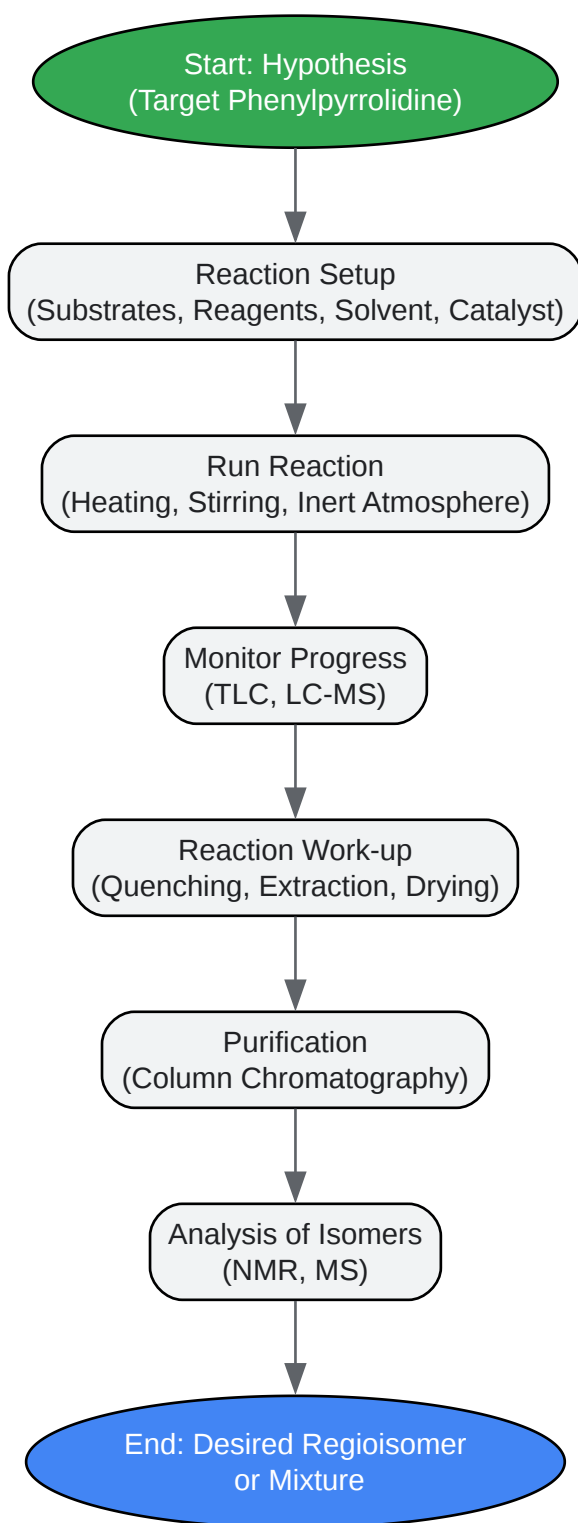 Start: Hypothesis
(Target Phenylpyrrolidine)
Reaction Setup
(Substrates, Reagents, Solvent, Catalyst)
Run Reaction
(Heating, Stirring, Inert Atmosphere)
Monitor Progress
(TLC, LC-MS)
Reaction Work-up
(Quenching, Extraction, Drying)
Purification
(Column Chromatography)
Analysis of Isomers
(NMR, MS)
End: Desired Regioisomer
or Mixture